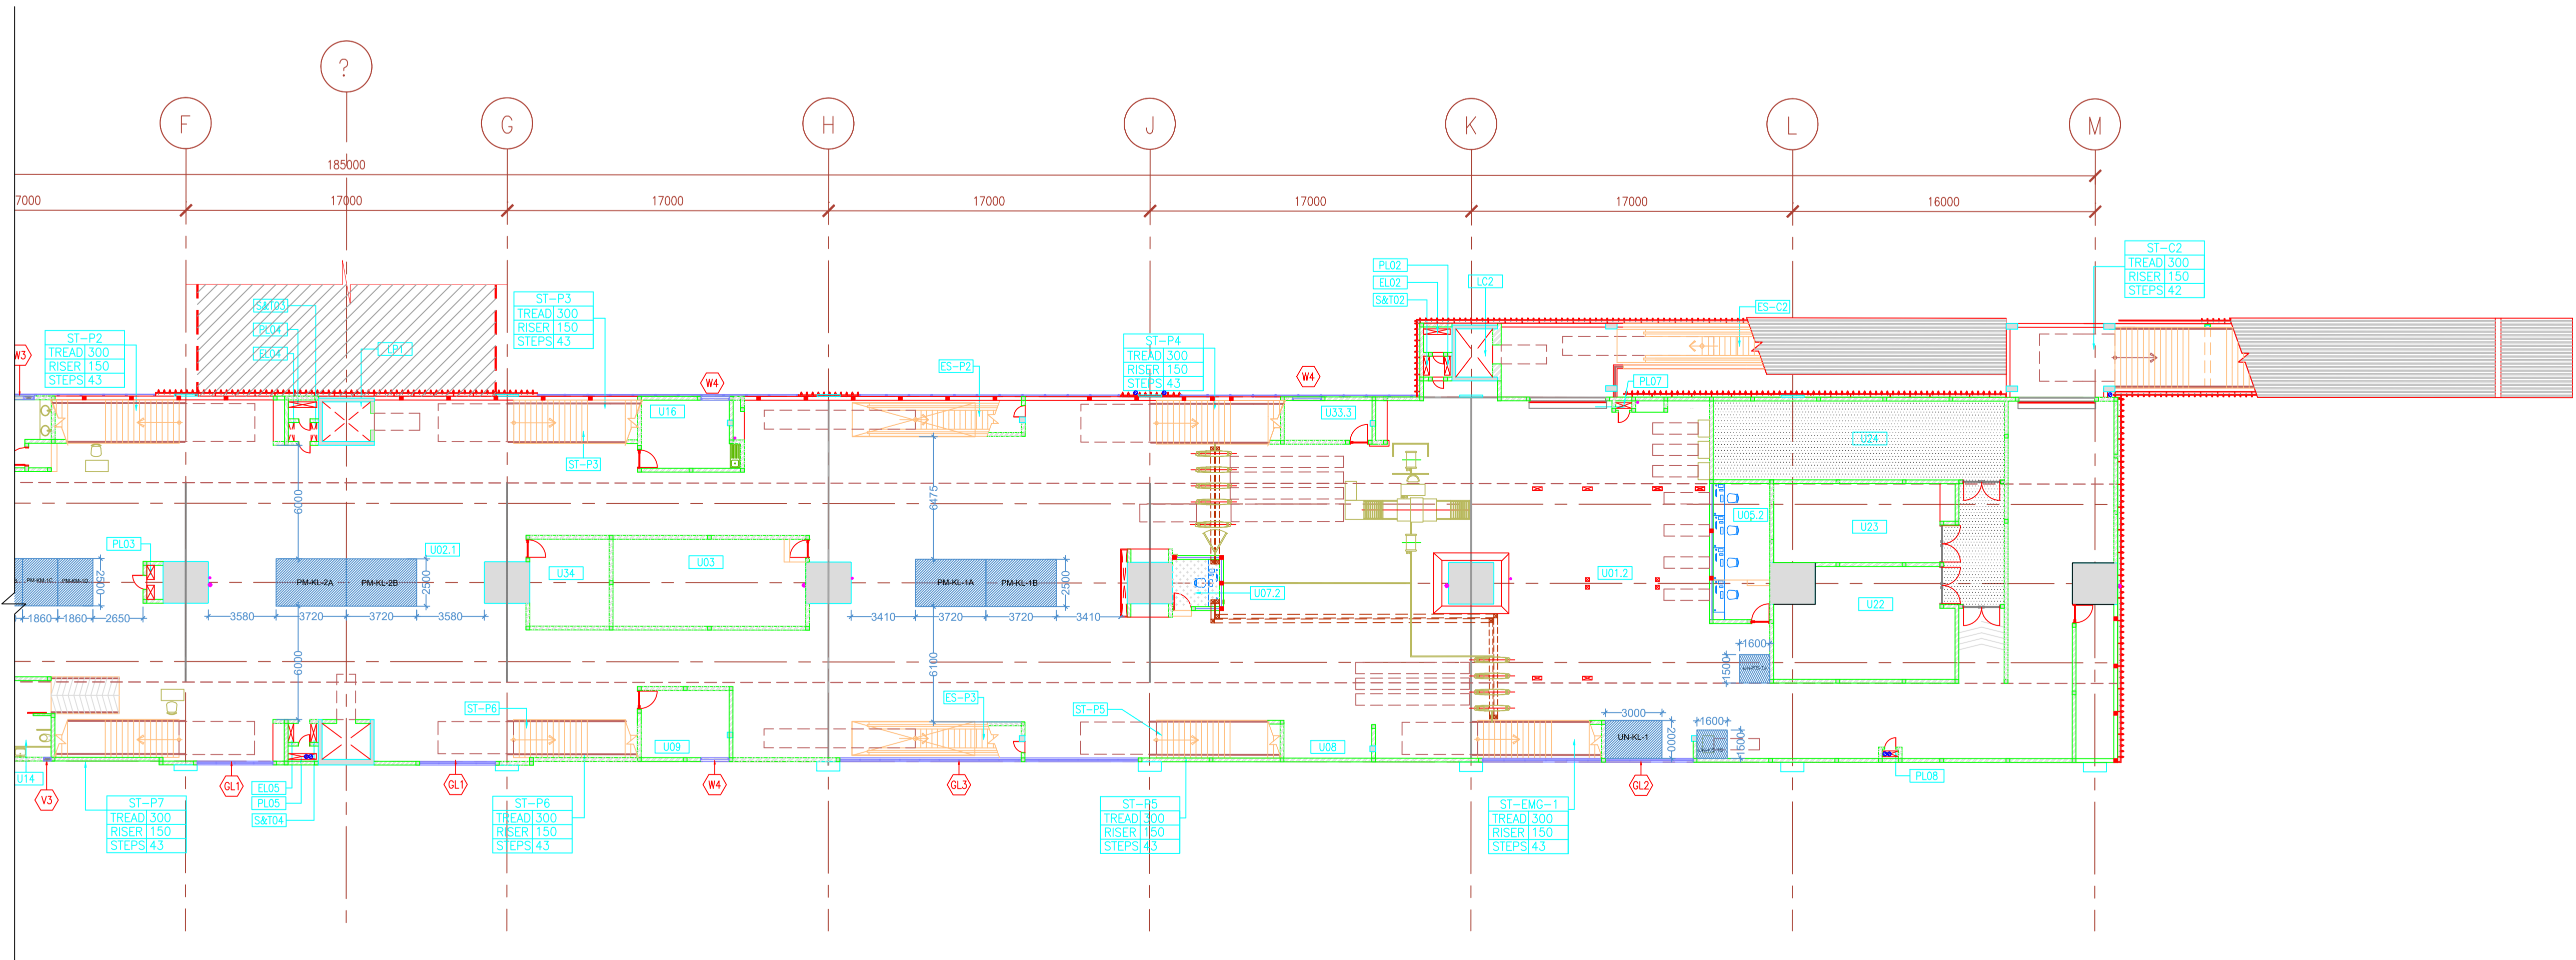 ?
F
G
H
J
K
L
M
185000
7000
17000
17000
17000
17000
17000
16000
ST-C2
TREAD 300
RISER 150
STEPS 42
PL02
EL02
S&T02
LC2
ES-C2
ST-P3
TREAD 300
RISER 150
STEPS 43
S&T03
PL04
EL04
LP1
W3
ST-P2
TREAD 300
RISER 150
STEPS 43
ST-P4
TREAD 300
RISER 150
STEPS 43
ES-P2
W4
W4
PL07
U16
U33.3
U24
ST-P3
6000
6475
U05.2
U23
PL03
U02.1
U34
U03
U07.2
U01.2
U22
PM-KM-1C
PM-KM-1D
2500
PM-KL-2A
PM-KL-2B
2500
PM-KL-1A
PM-KL-1B
2500
1860
1860
2650
3580
3720
3720
3580
3410
3720
3720
3410
6000
6100
1600
1500
ST-P6
ES-P3
ST-P5
3000
UN-KL-1
2000
1600
1500
U14
U09
U08
PL08
V3
GL1
GL1
W4
GL3
GL2
EL05
PL05
S&T04
ST-P7
TREAD 300
RISER 150
STEPS 43
ST-P6
TREAD 300
RISER 150
STEPS 43
ST-P5
TREAD 300
RISER 150
STEPS 43
ST-EMG-1
TREAD 300
RISER 150
STEPS 43